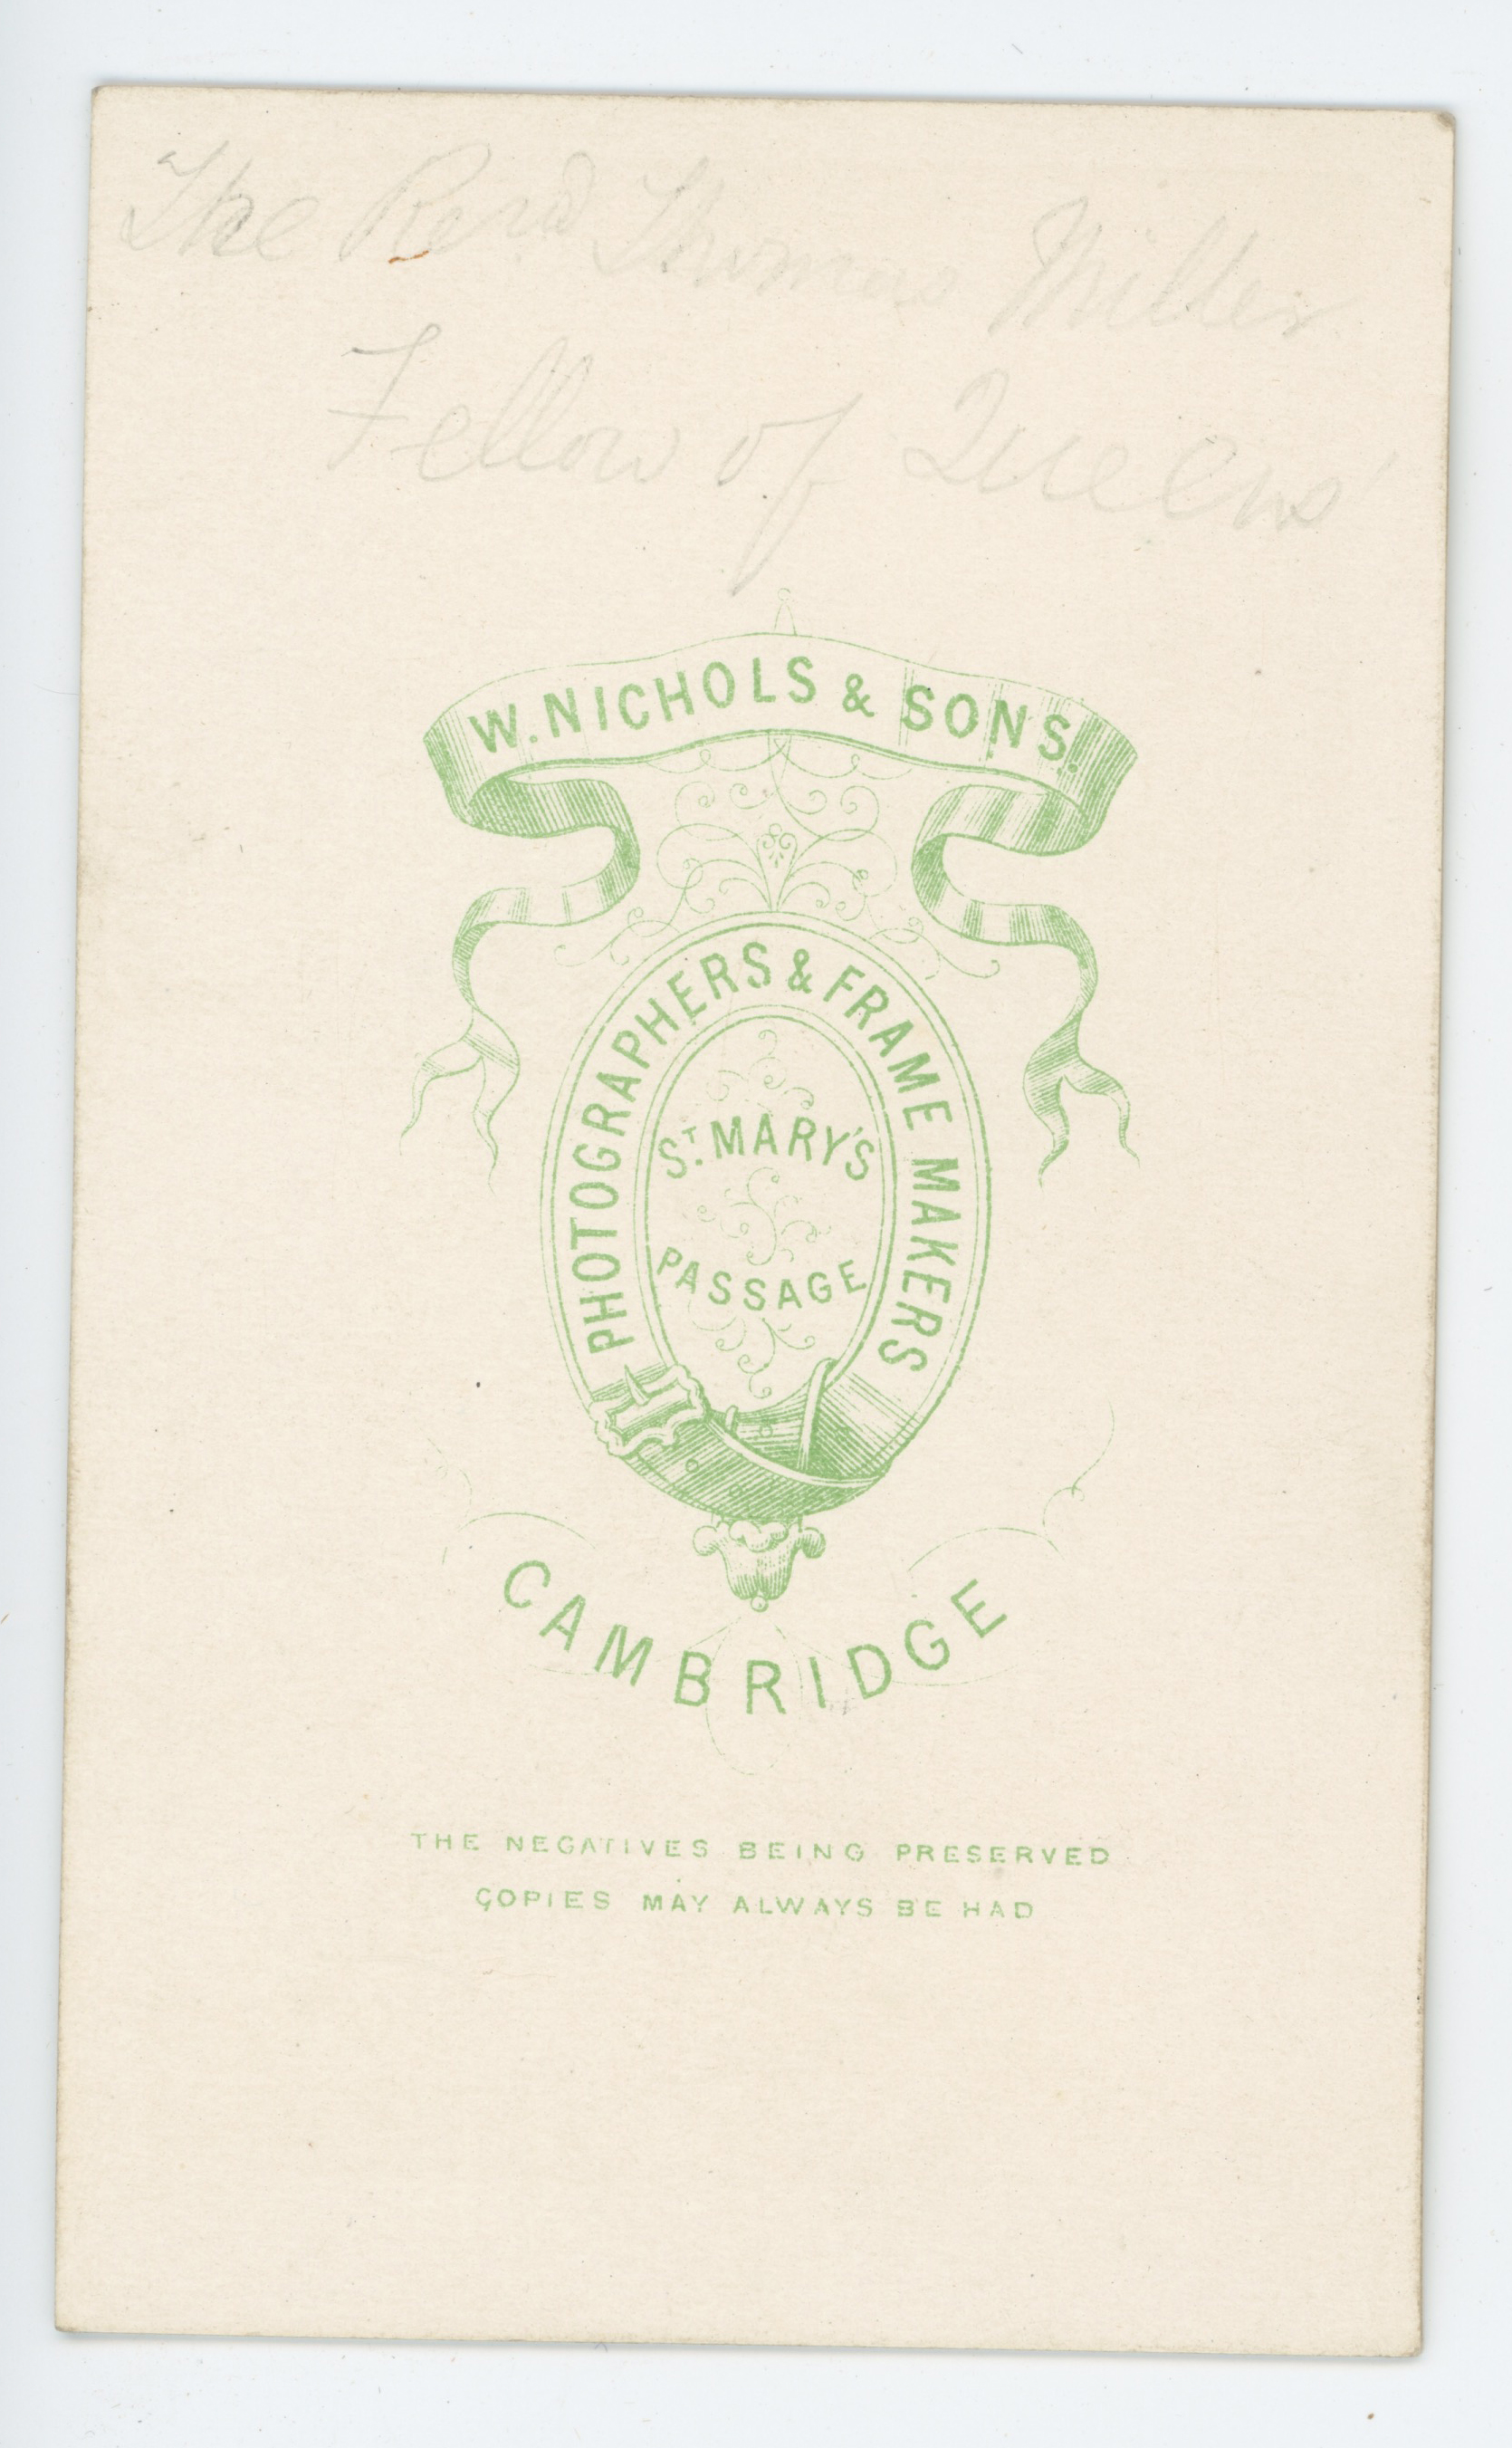 The Revd Thomas Miller
Fellow of Queens'
W. NICHOLS & SONS.
PHOTOGRAPHERS & FRAME MAKERS
ST. MARY'S
PASSAGE
CAMBRIDGE
THE NEGATIVES BEING PRESERVED
COPIES MAY ALWAYS BE HAD